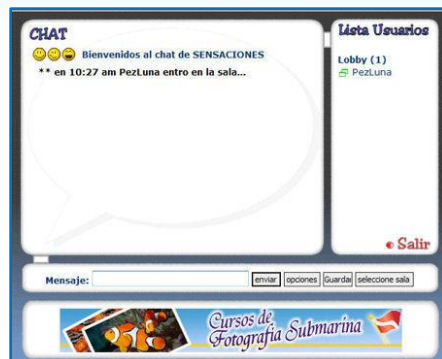 CHAT
Bienvenidos al chat de SENSACIONES
** en 10:27 am PezLuna entro en la sala...
Lista Usuarios
Lobby (1)
PezLuna
Salir
Mensaje:
enviar
opciones
Guardar
seleccione sala
Cursos de
Fotografía Submarina